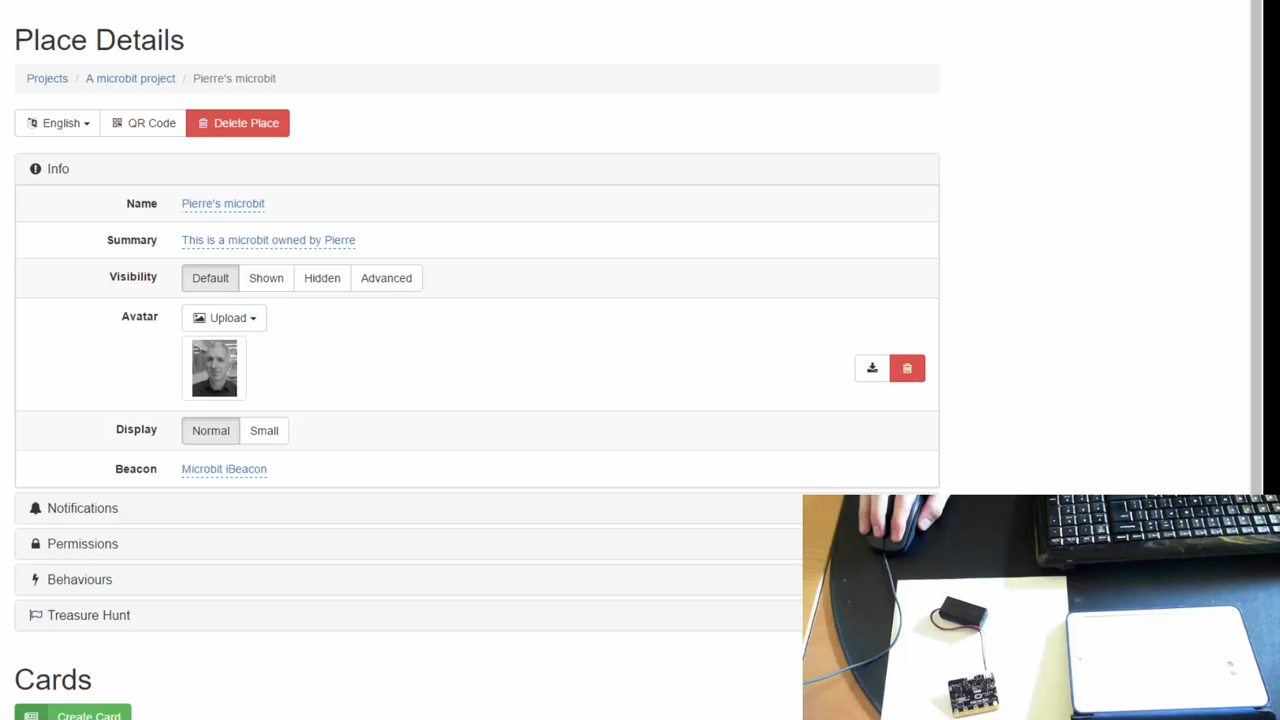 Place Details
Projects / A microbit project / Pierre's microbit
English QR Code Delete Place
Info
Name Pierre's microbit
Summary This is a microbit owned by Pierre
Visibility Default Shown Hidden Advanced
Avatar Upload
Display Normal Small
Beacon Microbit iBeacon
Notifications
Permissions
Behaviours
Treasure Hunt
Cards
Create Card